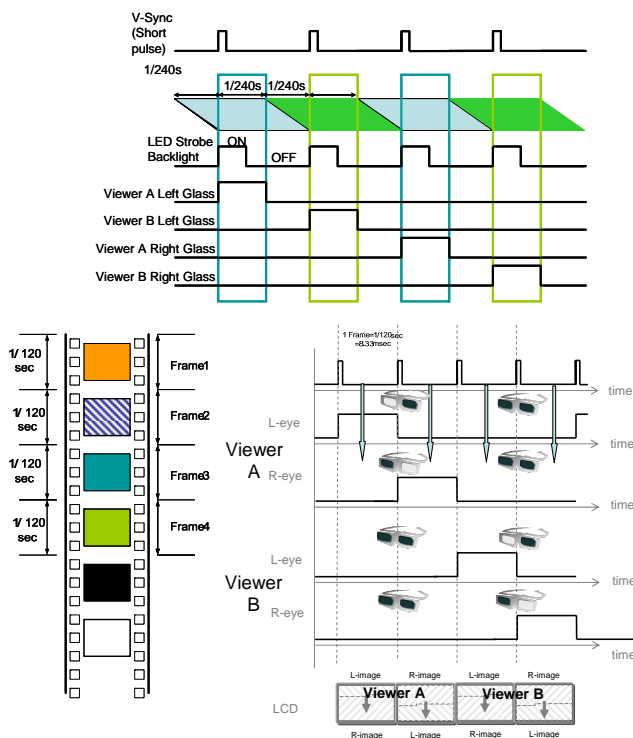 V-Sync
(Short
pulse)
1/240s
1/240s 1/240s
LED Strobe
Backlight
ON
OFF
Viewer A Left Glass
Viewer B Left Glass
Viewer A Right Glass
Viewer B Right Glass
1/ 120
sec
Frame1
1/ 120
sec
Frame2
1/ 120
sec
Frame3
1/ 120
sec
Frame4
1 Frame=1/120sec
=8.33msec
time
L-eye
time
Viewer
A
R-eye
time
L-eye
time
Viewer
B
R-eye
time
L-image R-image L-image R-image
Viewer A Viewer B
LCD
R-image L-image R-image L-image